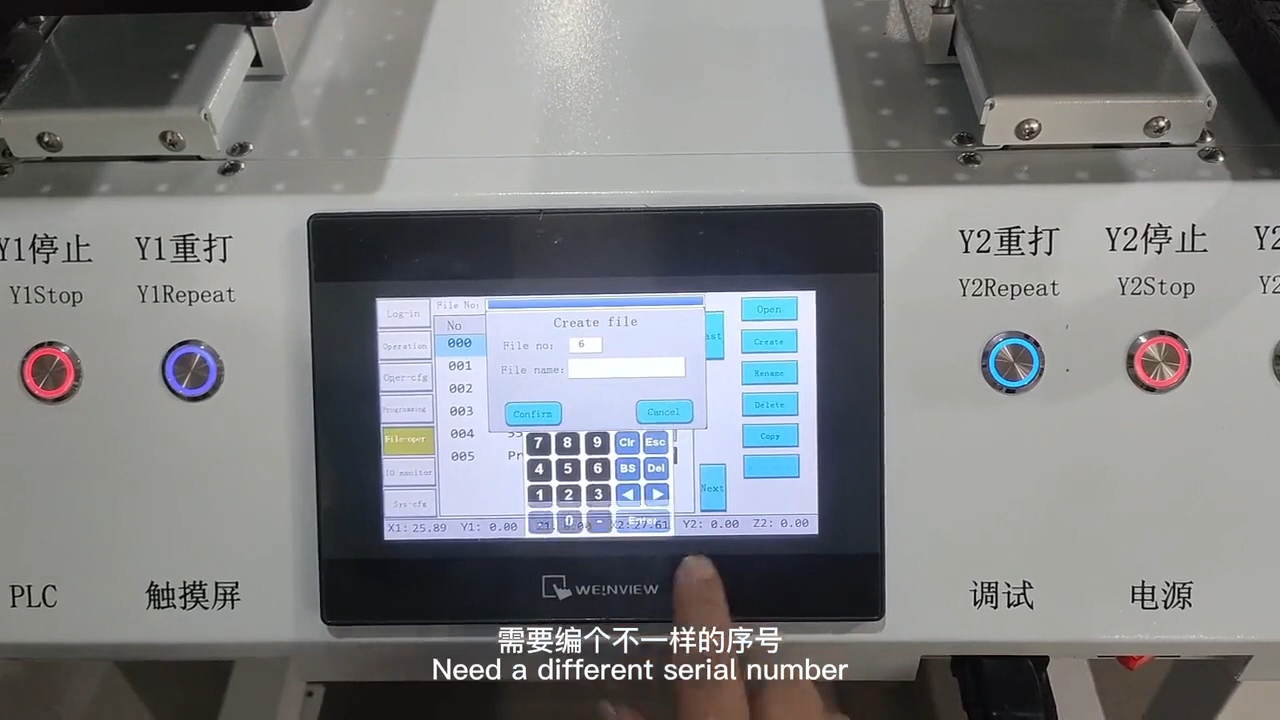 Y1停止
Y1重打
Y2重打
Y2停止
Y1Stop
Y1Repeat
Y2Repeat
Y2Stop
Log-in
File No:
Create file
Open
No
Operation
000
File no: 6
Create
001
File name:
Oper-cfg
Rename
002
Programming
Delete
003
Confirm
Cancel
File-oper
004
Copy
7 8 9 Clr Esc
005
4 5 6 BS Del
IO monitor
1 2 3
Next
Sys-cfg
0 - Enter
X1: 25.89 Y1: 0.00 X2: 27.61 Y2: 0.00 Z2: 0.00
WEINVIEW
PLC
触摸屏
调试
电源
需要编个不一样的序号
Need a different serial number